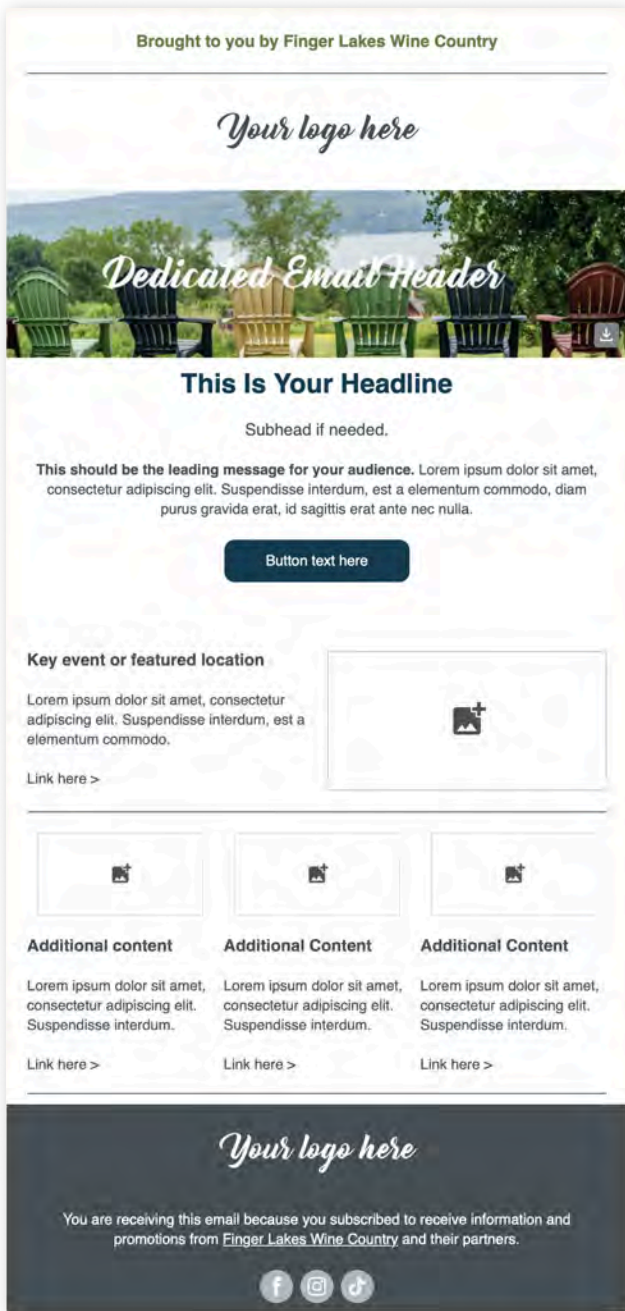 Brought to you by Finger Lakes Wine Country
Your logo here
Dedicated Email Header
This Is Your Headline
Subhead if needed.
This should be the leading message for your audience. Lorem ipsum dolor sit amet,
consectetur adipiscing elit. Suspendisse interdum, est a elementum commodo, diam
purus gravida erat, id sagittis erat ante nec nulla.
Button text here
Key event or featured location
Lorem ipsum dolor sit amet, consectetur
adipiscing elit. Suspendisse interdum, est a
elementum commodo.
Link here >
Additional content
Lorem ipsum dolor sit amet,
consectetur adipiscing elit.
Suspendisse interdum.
Link here >
Additional Content
Lorem ipsum dolor sit amet,
consectetur adipiscing elit.
Suspendisse interdum.
Link here >
Additional Content
Lorem ipsum dolor sit amet,
consectetur adipiscing elit.
Suspendisse interdum.
Link here >
Your logo here
You are receiving this email because you subscribed to receive information and
promotions from Finger Lakes Wine Country and their partners.